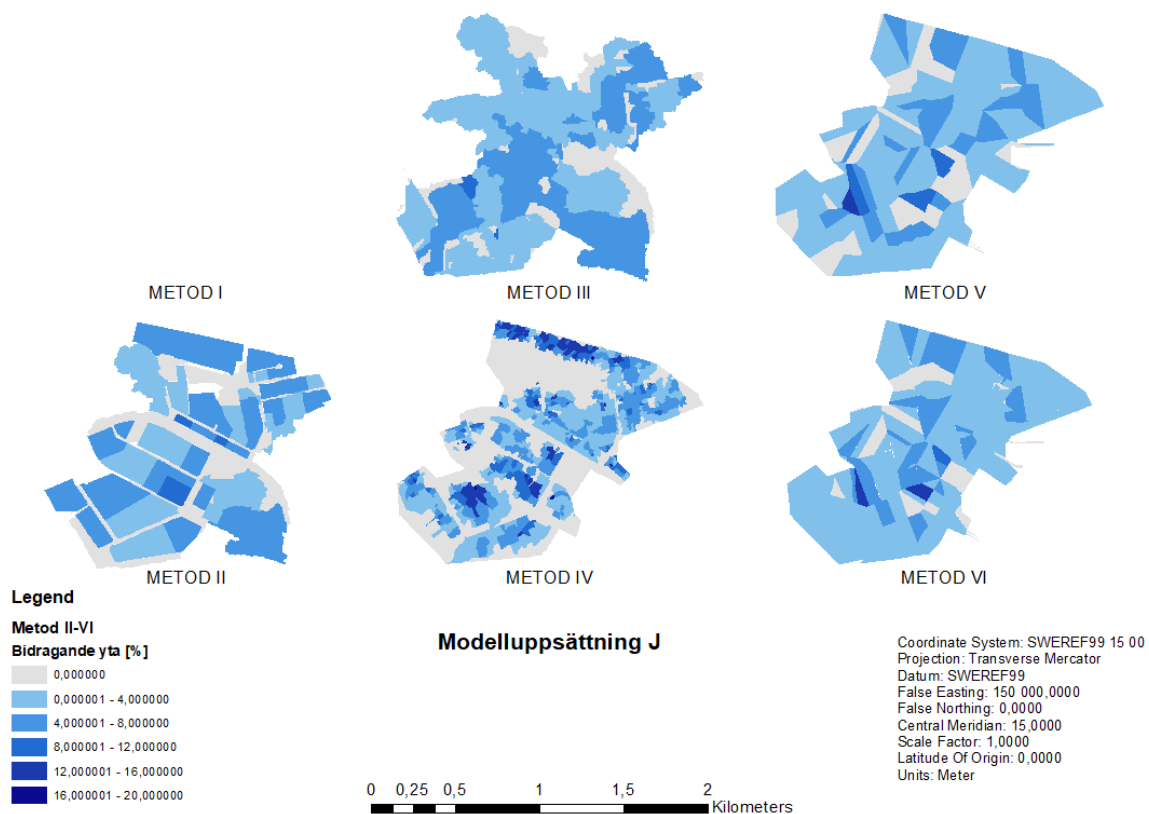 METOD I
METOD III
METOD V
METOD II
METOD IV
METOD VI
Legend
Metod II-VI
Bidragande yta [%]
0,000000
0,000001 - 4,000000
4,000001 - 8,000000
8,000001 - 12,000000
12,000001 - 16,000000
16,000001 - 20,000000
Modelluppsättning J
0 0,25 0,5 1 1,5 2
Kilometers
Coordinate System: SWEREF99 15 00
Projection: Transverse Mercator
Datum: SWEREF99
False Easting: 150 000,0000
False Northing: 0,0000
Central Meridian: 15,0000
Scale Factor: 1,0000
Latitude Of Origin: 0,0000
Units: Meter